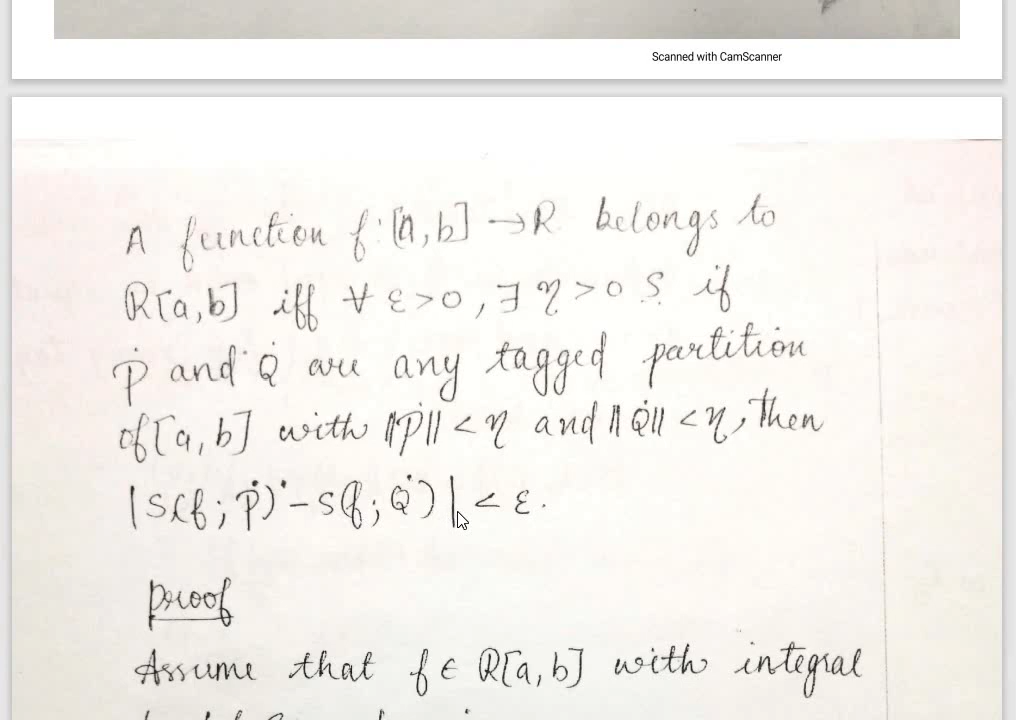 Scanned with CamScanner
A function f:[a,b] → R belongs to
R[a,b] iff ∀ ε > 0, ∃ η > 0 S. if
Ṗ and Q̇ are any tagged partition
of [a,b] with ||Ṗ|| < η and ||Q̇|| < η, then
|S(f; Ṗ) - S(f; Q̇)| < ε.
Proof
Assume that f ∈ R[a,b] with integral